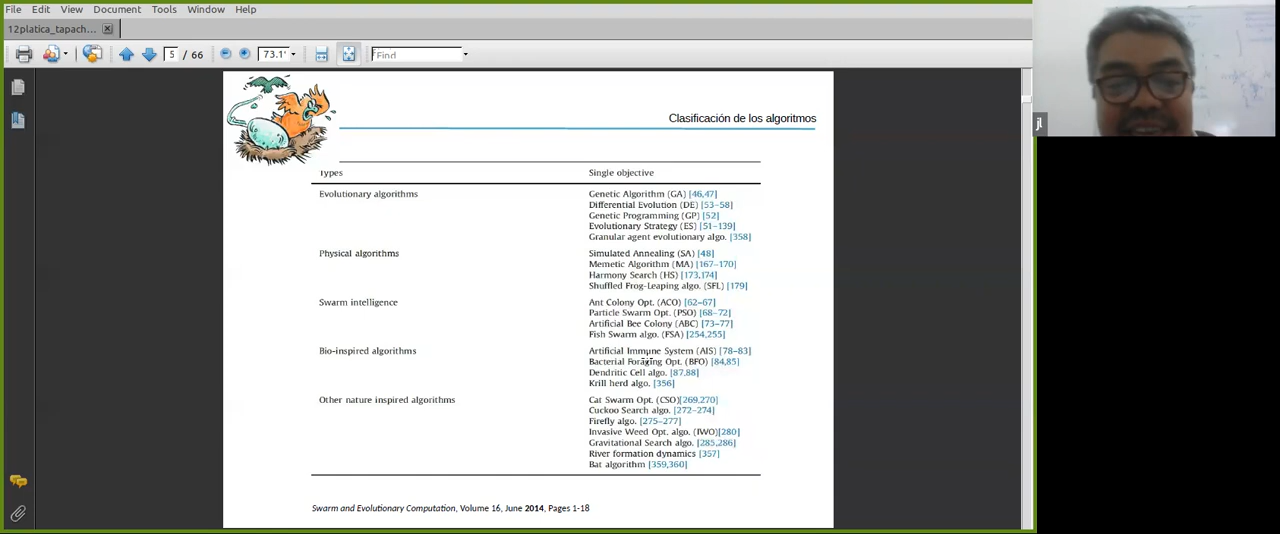 File Edit View Document Tools Window Help
12platica_tapach...
5 / 66 73.1 Find
Clasificación de los algoritmos
Types Single objective
Evolutionary algorithms Genetic Algorithm (GA) [46,47]
Differential Evolution (DE) [53–58]
Genetic Programming (GP) [52]
Evolutionary Strategy (ES) [51–139]
Granular agent evolutionary algo. [358]
Physical algorithms Simulated Annealing (SA) [48]
Memetic Algorithm (MA) [167–170]
Harmony Search (HS) [173,174]
Shuffled Frog-Leaping algo. (SFL) [179]
Swarm intelligence Ant Colony Opt. (ACO) [62–67]
Particle Swarm Opt. (PSO) [68–72]
Artificial Bee Colony (ABC) [73–77]
Fish Swarm algo. (FSA) [254,255]
Bio-inspired algorithms Artificial Immune System (AIS) [78–83]
Bacterial Foraging Opt. (BFO) [84,85]
Dendritic Cell algo. [87,88]
Krill herd algo. [356]
Other nature inspired algorithms Cat Swarm Opt. (CSO)[269,270]
Cuckoo Search algo. [272–274]
Firefly algo. [275–277]
Invasive Weed Opt. algo. (IWO)[280]
Gravitational Search algo. [285,286]
River formation dynamics [357]
Bat algorithm [359,360]
Swarm and Evolutionary Computation, Volume 16, June 2014, Pages 1-18
jl